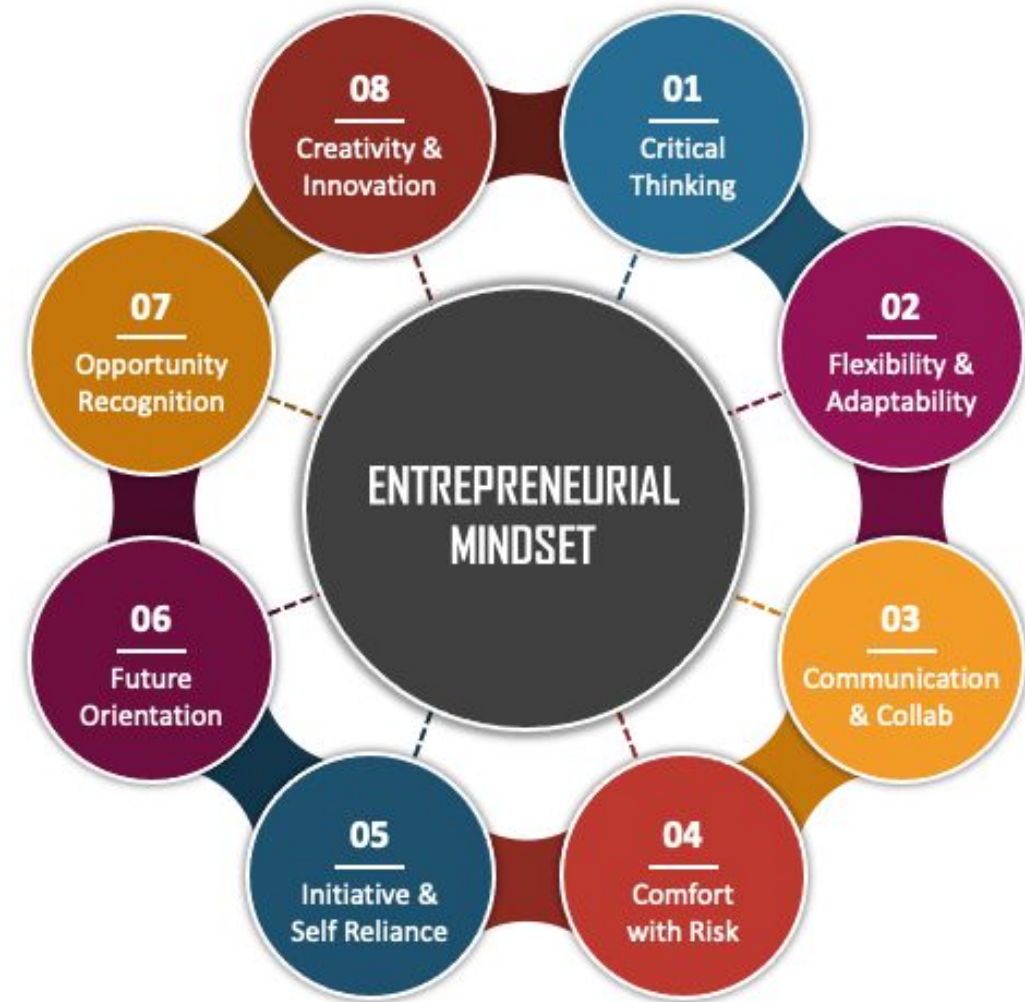 ENTREPRENEURIAL
MINDSET
01
Critical
Thinking
02
Flexibility &
Adaptability
03
Communication
& Collab
04
Comfort
with Risk
05
Initiative &
Self Reliance
06
Future
Orientation
07
Opportunity
Recognition
08
Creativity &
Innovation